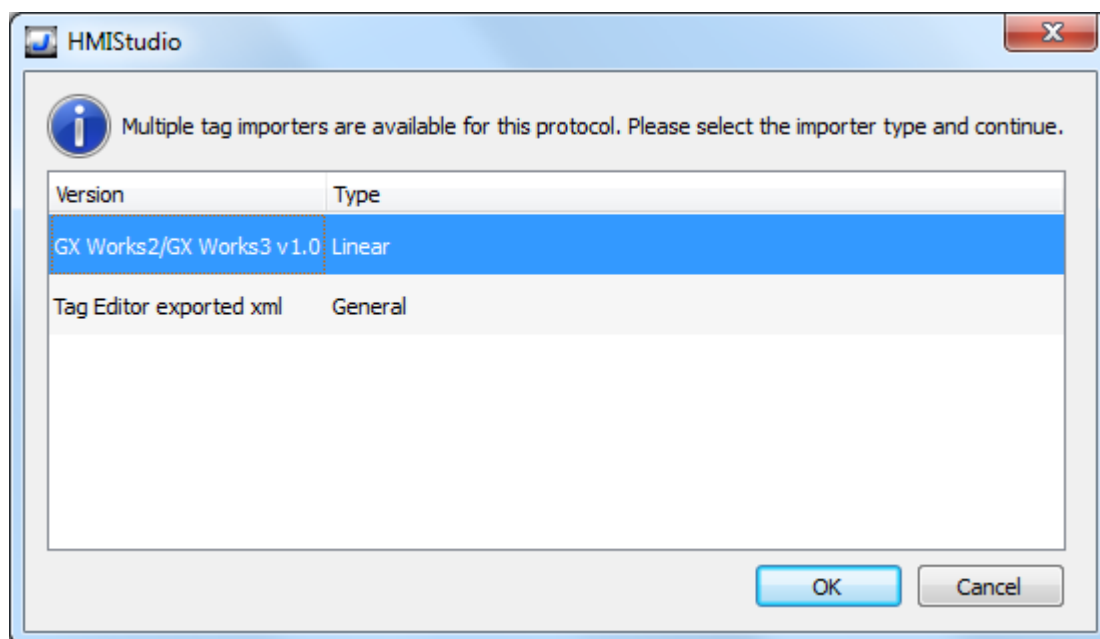 HMIStudio
Multiple tag importers are available for this protocol. Please select the importer type and continue.
Version Type
GX Works2/GX Works3 v1.0 Linear
Tag Editor exported xml General
OK Cancel